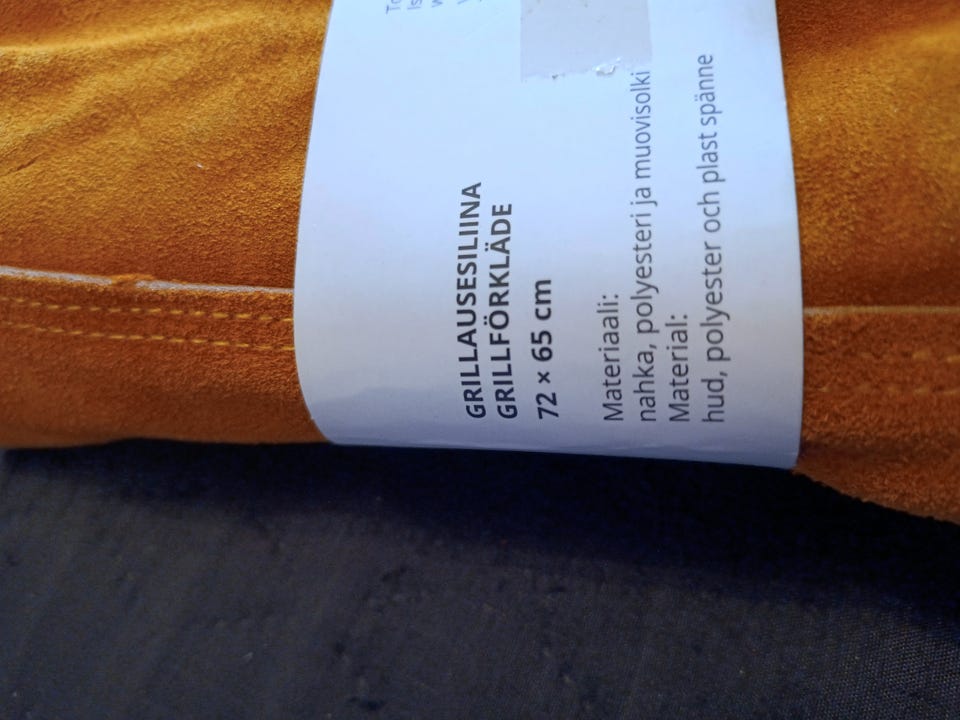 GRILLAUSESILIINA
GRILLFÖRKLÄDE
72 × 65 cm
Materiaali:
nahka, polyesteri ja muovisolki
Material:
hud, polyester och plast spänne